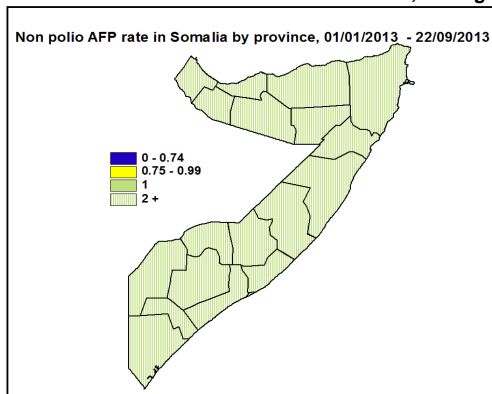 Non polio AFP rate in Somalia by province, 01/01/2013 - 22/09/2013
0 - 0.74
0.75 - 0.99
1
2 +